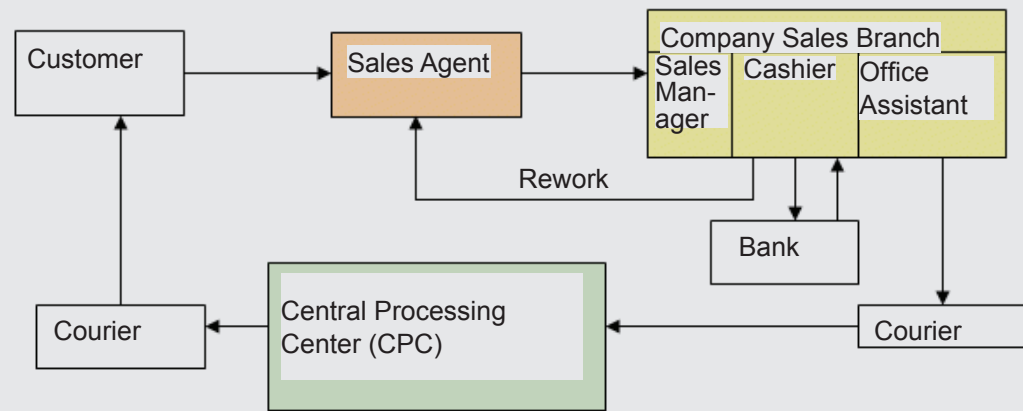 Customer
Sales Agent
Company Sales Branch
Sales
Man-
ager
Cashier
Office
Assistant
Rework
Bank
Courier
Central Processing
Center (CPC)
Courier